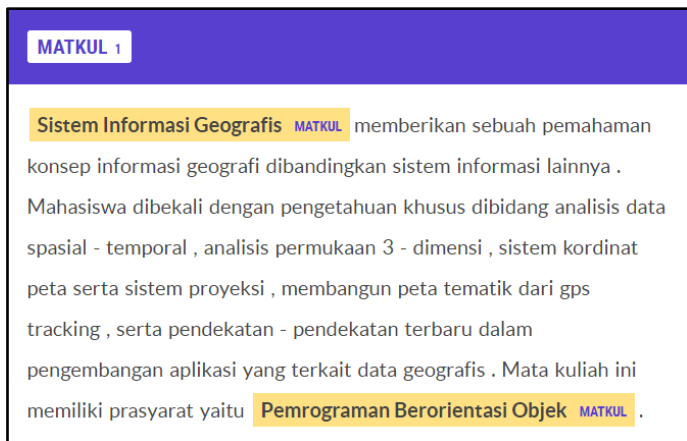 MATKUL 1
Sistem Informasi Geografis MATKUL memberikan sebuah pemahaman
konsep informasi geografi dibandingkan sistem informasi lainnya .
Mahasiswa dibekali dengan pengetahuan khusus dibidang analisis data
spasial - temporal , analisis permukaan 3 - dimensi , sistem kordinat
peta serta sistem proyeksi , membangun peta tematik dari gps
tracking , serta pendekatan - pendekatan terbaru dalam
pengembangan aplikasi yang terkait data geografis . Mata kuliah ini
memiliki prasyarat yaitu Pemrograman Berorientasi Objek MATKUL .